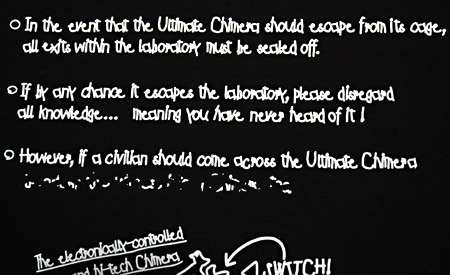 ○ In the event that the Ultimate Chimera should escape from its cage,
all exits within the laboratory must be sealed off.
○ If by any chance it escapes the laboratory, please disregard
all knowledge... meaning you have never heard of it!
○ However, if a civilian should come across the Ultimate Chimera
The electronically-controlled
and hi-tech Chimera
SWITCH!